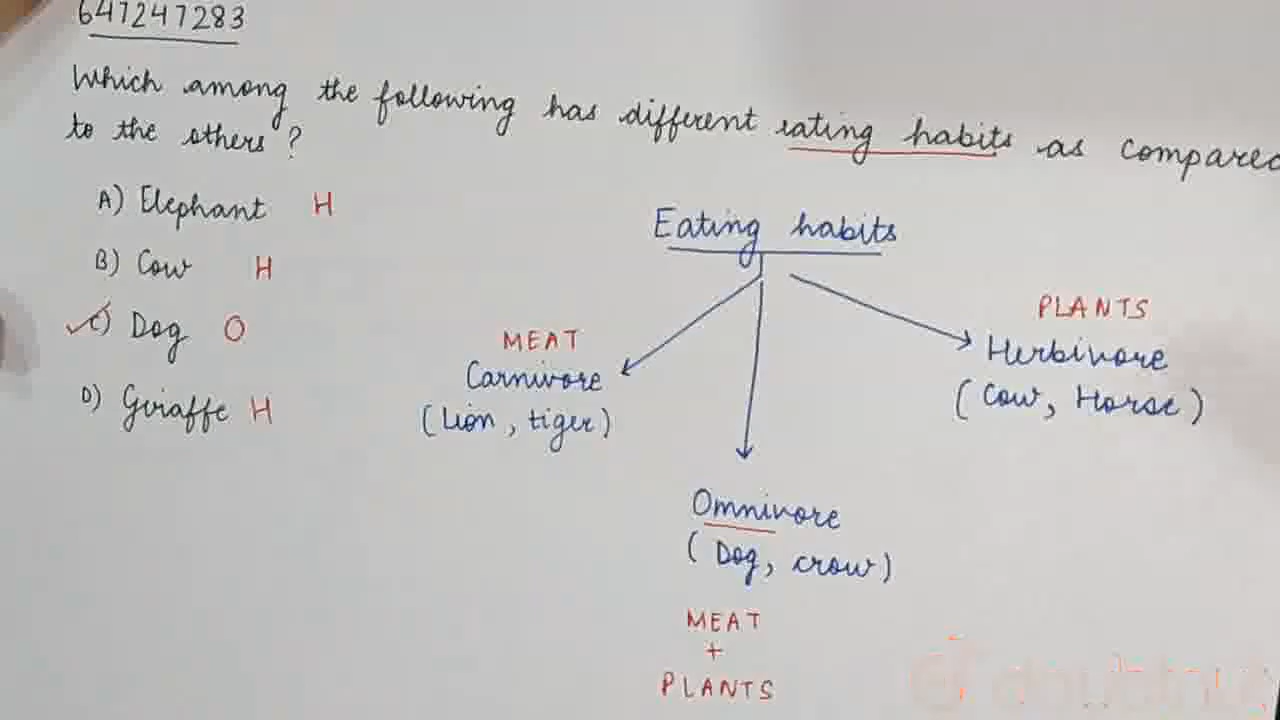 647247283
Which among the following has different eating habits as compared
to the others ?
A) Elephant H
B) Cow H
C) Dog O
D) Giraffe H
Eating habits
MEAT
Carnivore
(Lion, tiger)
PLANTS
Herbivore
(Cow, Horse)
Omnivore
(Dog, crow)
MEAT
+
PLANTS
doubtnut